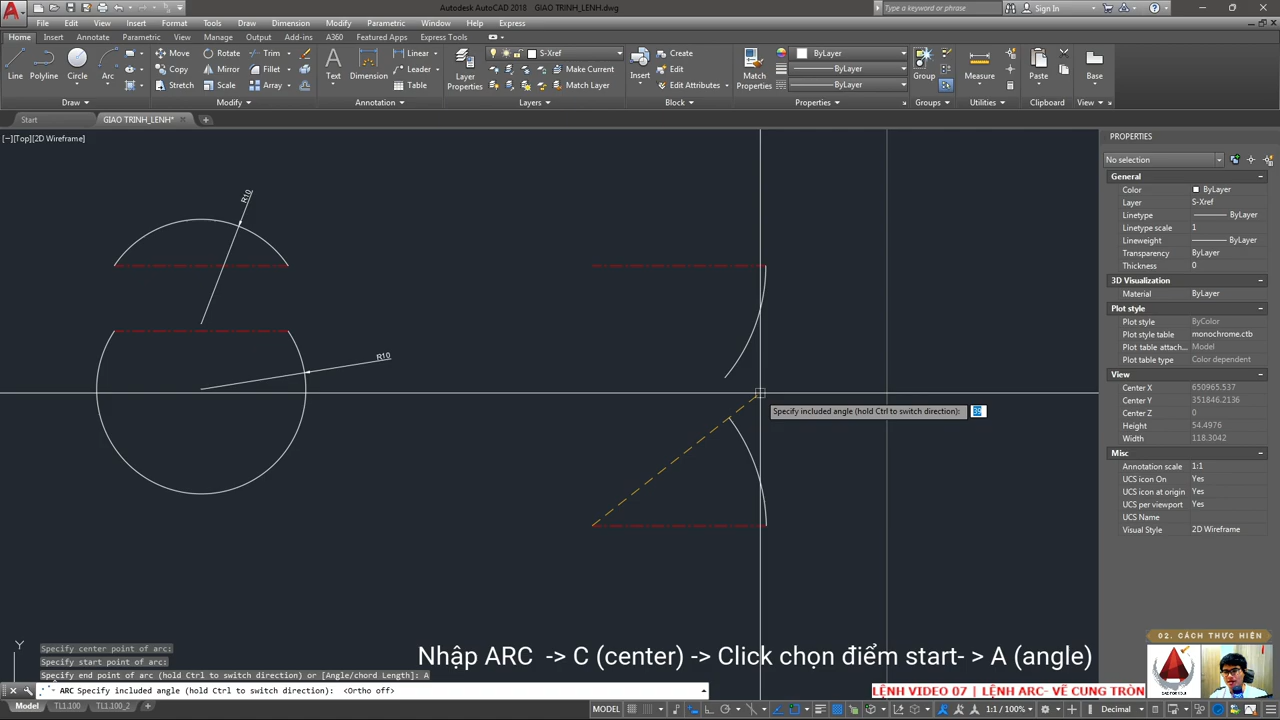 Autodesk AutoCAD 2018 GIAO TRINH_LENH.dwg
Type a keyword or phrase
Sign In
File Edit View Insert Format Tools Draw Dimension Modify Parametric Window Help Express
Home Insert Annotate Parametric View Manage Output Add-ins A360 Featured Apps Express Tools
Line Polyline Circle Arc
Move Rotate Trim
Copy Mirror Fillet
Stretch Scale Array
Text Dimension
Linear
Leader
Table
Layer Properties
S-Xref
Make Current
Match Layer
Insert
Create
Edit
Edit Attributes
Match Properties
ByLayer
ByLayer
ByLayer
Group Measure Paste Base
Draw Modify Annotation Layers Block Properties Groups Utilities Clipboard View
Start GIAO TRINH_LENH*
[−][Top][2D Wireframe]
R10
R10
Specify included angle (hold Ctrl to switch direction):
PROPERTIES
No selection
General
Color ByLayer
Layer S-Xref
Linetype ByLayer
Linetype scale 1
Lineweight ByLayer
Transparency ByLayer
Thickness 0
3D Visualization
Material ByLayer
Plot style
Plot style ByColor
Plot style table monochrome.ctb
Plot table attach... Model
Plot table type Color dependent
View
Center X 650965.537
Center Y 351846.2136
Center Z 0
Height 54.4976
Width 118.3042
Misc
Annotation scale 1:1
UCS icon On Yes
UCS icon at origin Yes
UCS per viewport Yes
UCS Name
Visual Style 2D Wireframe
Y
Specify center point of arc:
Specify start point of arc:
Specify end point of arc (hold Ctrl to switch direction) or [Angle/chord Length]: A
ARC Specify included angle (hold Ctrl to switch direction): <Ortho off>
Nhập ARC -> C (center) -> Click chọn điểm start- > A (angle)
02. CÁCH THỰC HIỆN
LỆNH VIDEO 07 | LỆNH ARC- VẼ CUNG TRÒN
Model TL1.100 TL1.100_2
MODEL 1:1 / 100% Decimal